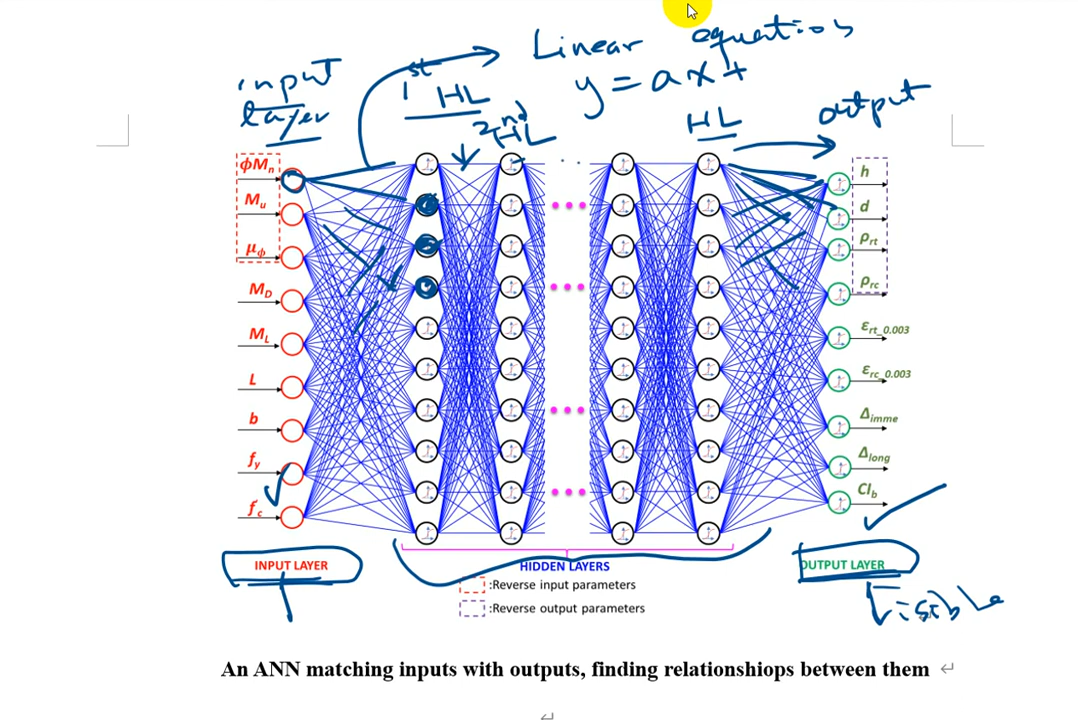 Linear equations
y = ax +
input
layer
1st
HL
2nd
HL
HL
output
ϕMn
Mu
μϕ
MD
ML
L
b
fy
fc
h
d
ρrt
ρrc
εrt_0.003
εrc_0.003
Δimme
Δlong
CIb
INPUT LAYER
HIDDEN LAYERS
OUTPUT LAYER
:Reverse input parameters
:Reverse output parameters
An ANN matching inputs with outputs, finding relationshiops between them